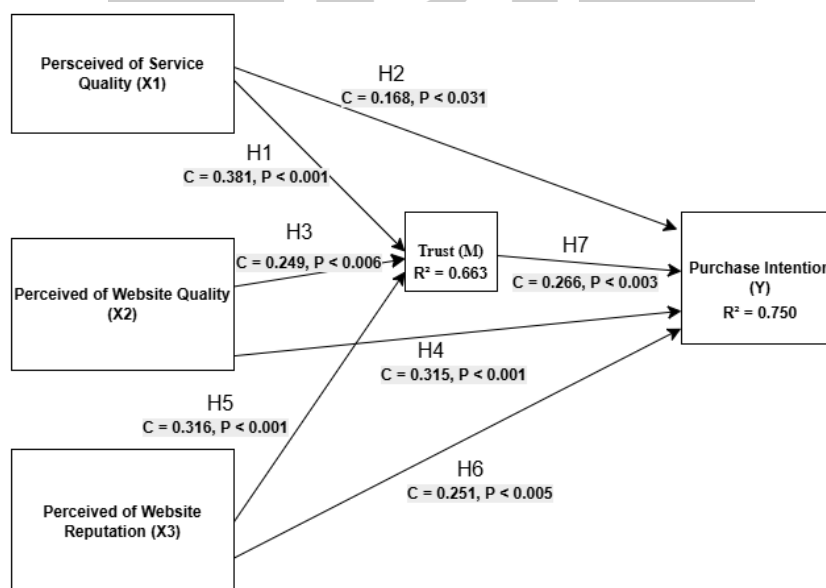 Persceived of Service
Quality (X1)
H2
C = 0.168, P < 0.031
H1
C = 0.381, P < 0.001
H3
C = 0.249, P < 0.006
Trust (M)
R² = 0.663
H7
C = 0.266, P < 0.003
Purchase Intention
(Y)
R² = 0.750
Perceived of Website Quality
(X2)
H4
C = 0.315, P < 0.001
H5
C = 0.316, P < 0.001
H6
C = 0.251, P < 0.005
Perceived of Website
Reputation (X3)